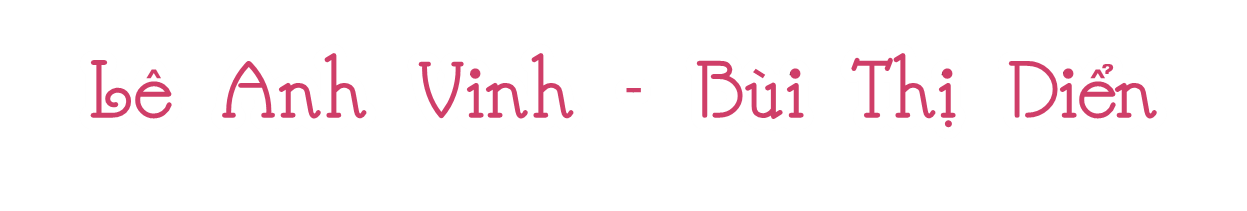 Lê Anh Vinh - Bùi Thị Diển